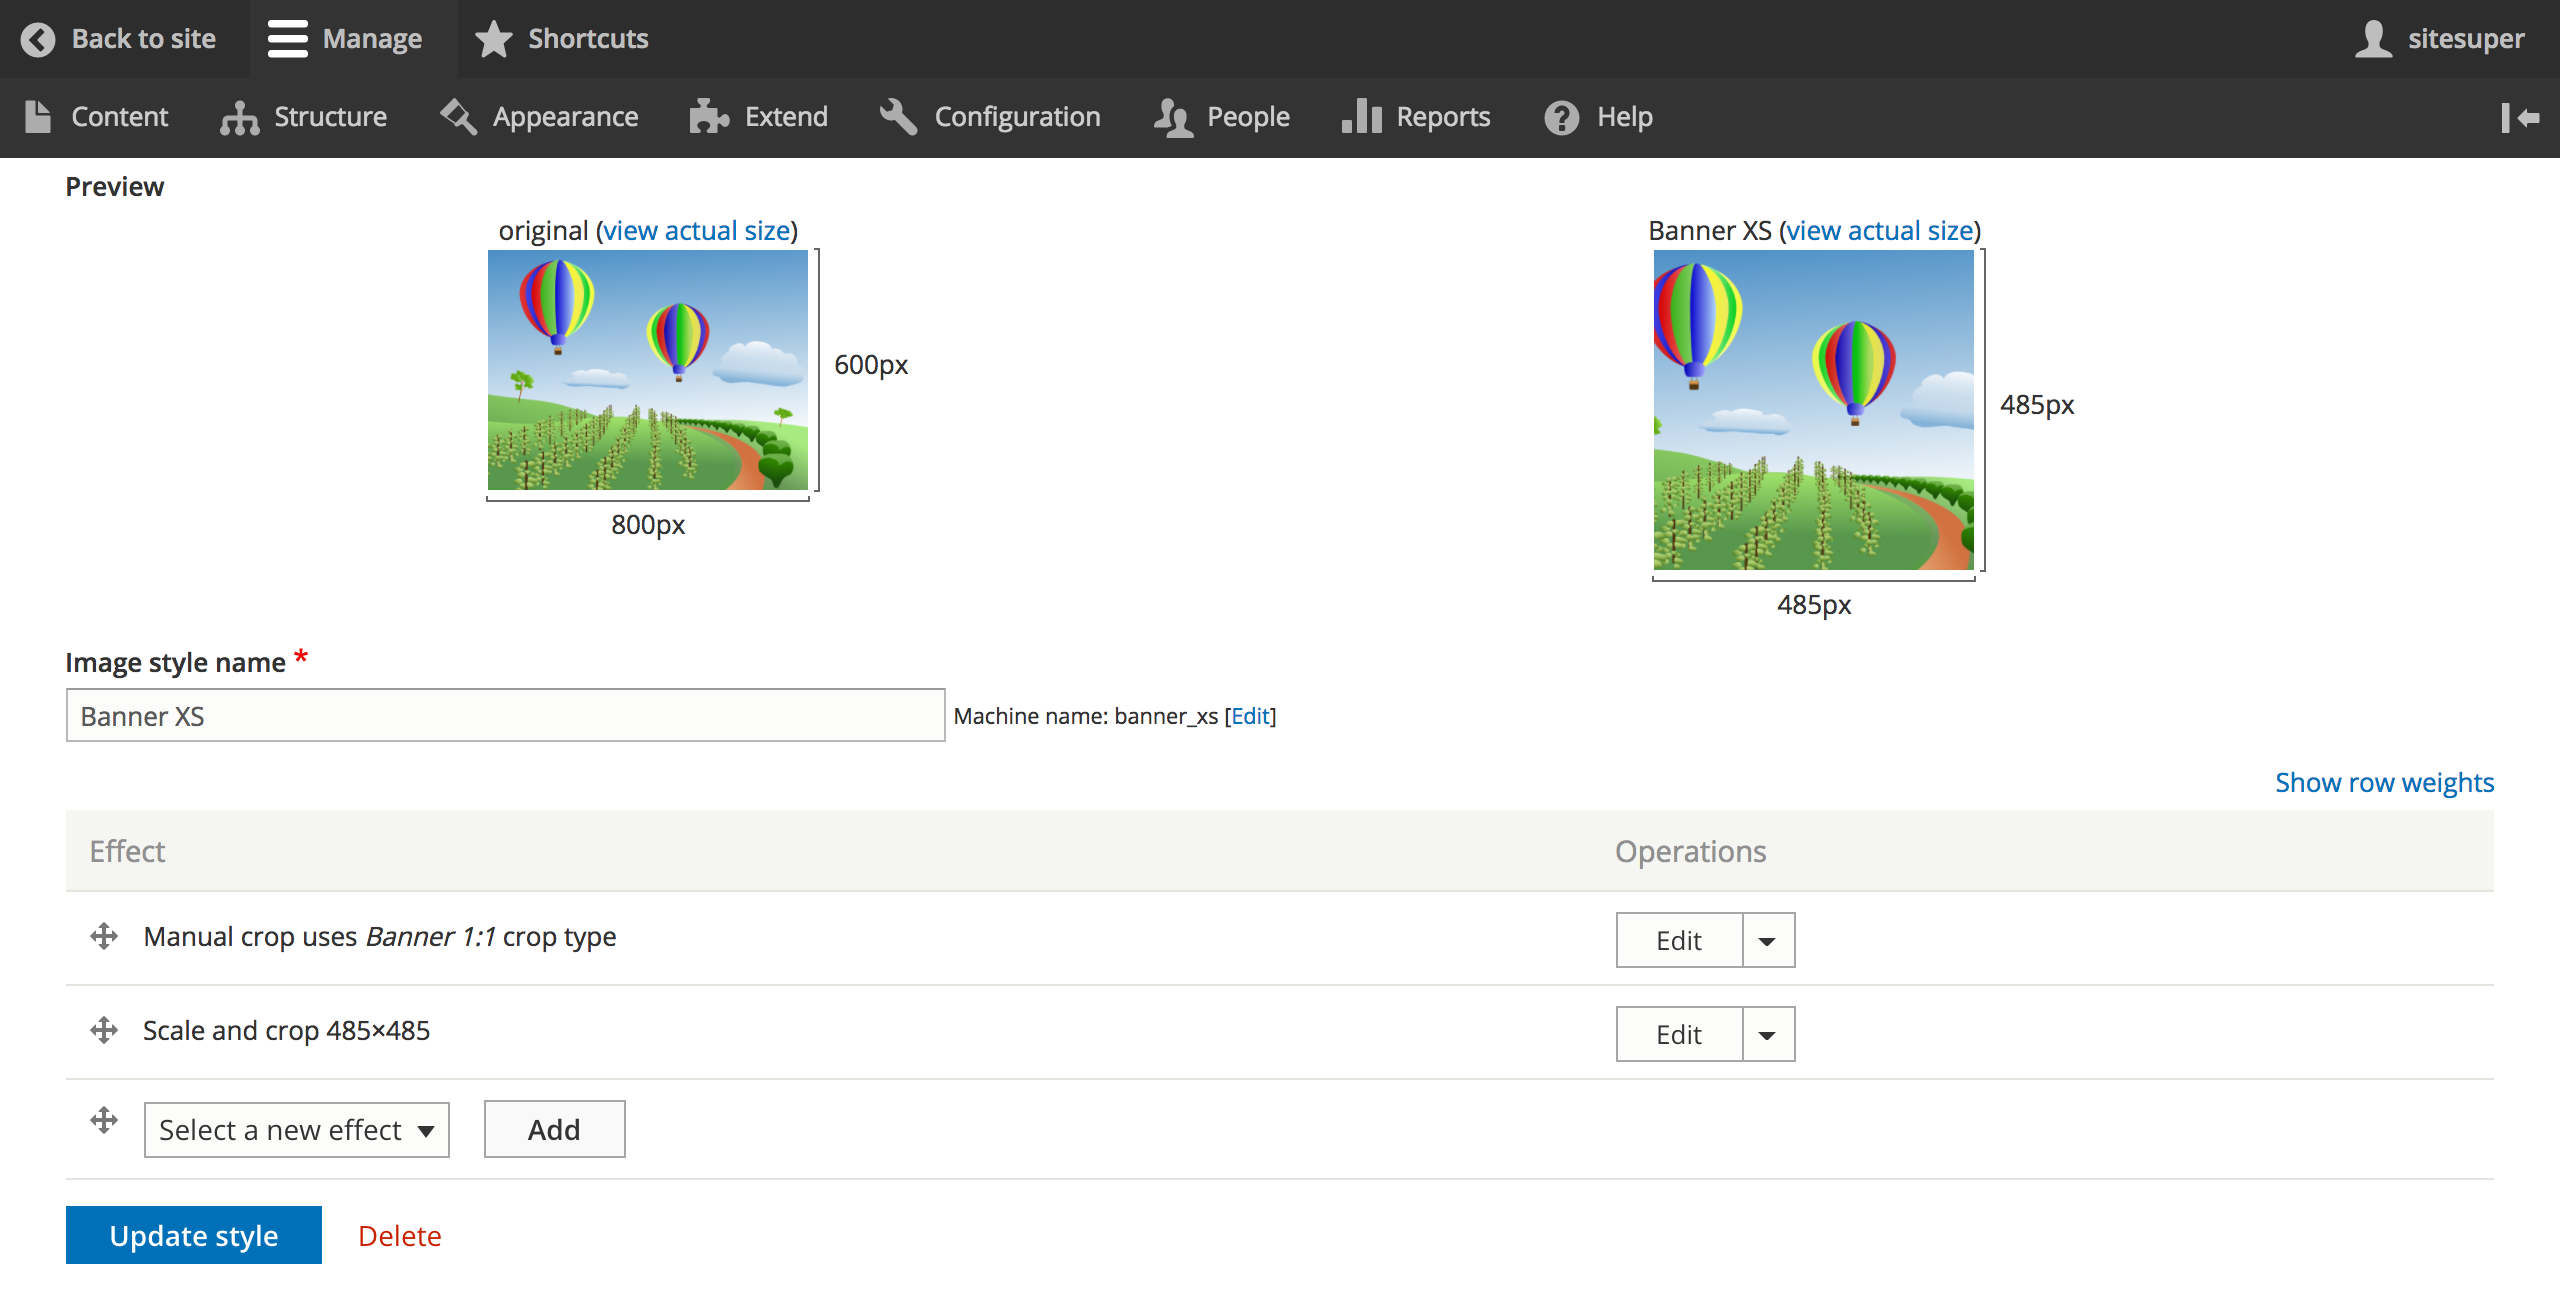 Back to site Manage Shortcuts sitesuper
Content Structure Appearance Extend Configuration People Reports Help
Preview
original (view actual size)
600px
800px
Banner XS (view actual size)
485px
485px
Image style name *
Banner XS
Machine name: banner_xs [Edit]
Show row weights
Effect Operations
Manual crop uses Banner 1:1 crop type Edit
Scale and crop 485×485 Edit
Select a new effect Add
Update style Delete